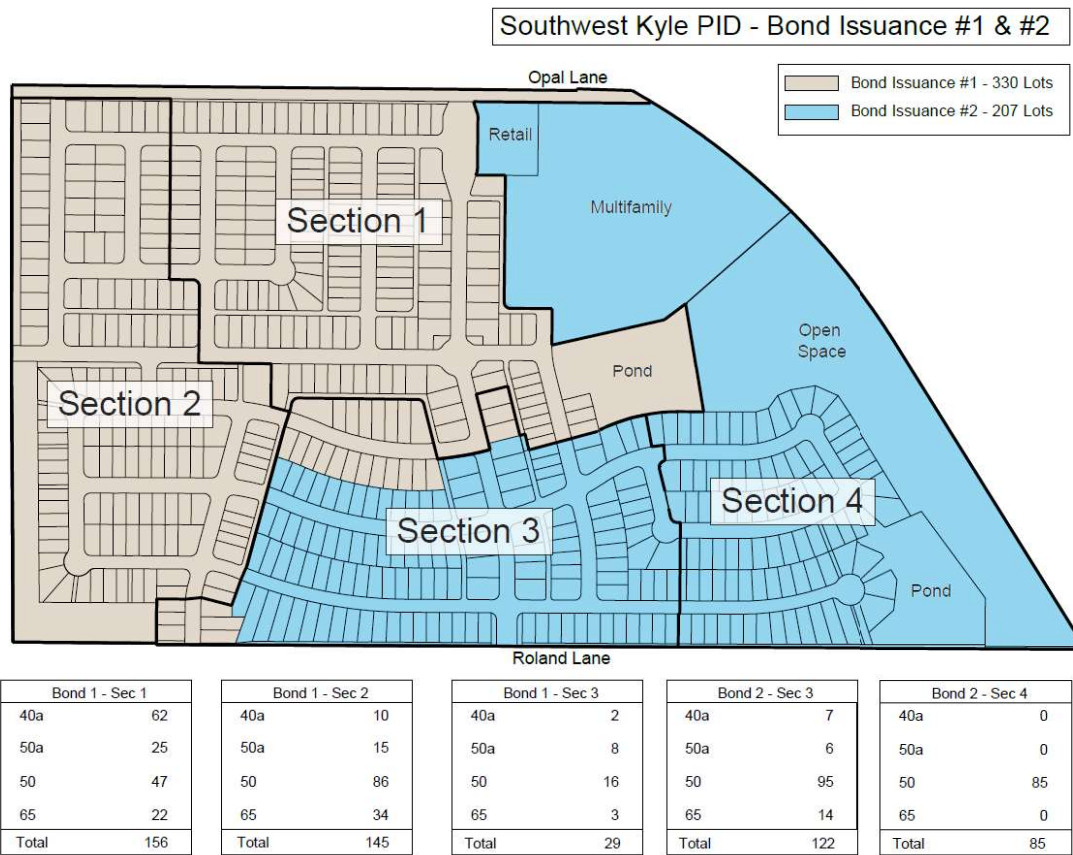 Southwest Kyle PID - Bond Issuance #1 & #2
Opal Lane
Bond Issuance #1 - 330 Lots
Bond Issuance #2 - 207 Lots
Retail
Multifamily
Section 1
Open
Space
Pond
Section 2
Section 3
Section 4
Pond
Roland Lane
Bond 1 - Sec 1
40a 62
50a 25
50 47
65 22
Total 156
Bond 1 - Sec 2
40a 10
50a 15
50 86
65 34
Total 145
Bond 1 - Sec 3
40a 2
50a 8
50 16
65 3
Total 29
Bond 2 - Sec 3
40a 7
50a 6
50 95
65 14
Total 122
Bond 2 - Sec 4
40a 0
50a 0
50 85
65 0
Total 85